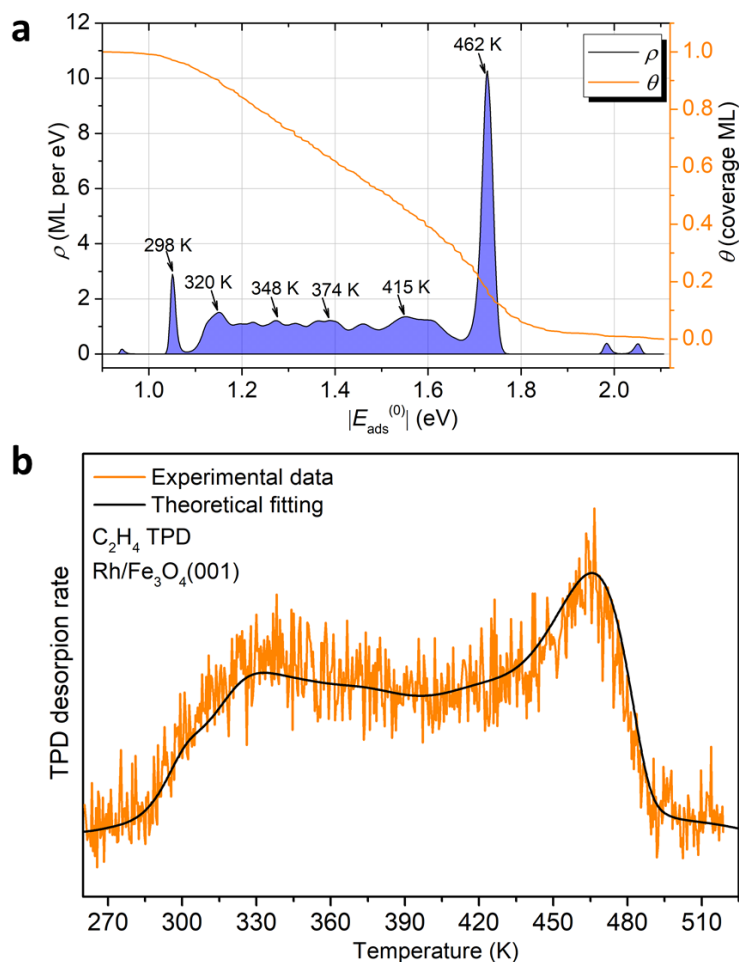 a
462 K
298 K
320 K
348 K
374 K
415 K
ρ
θ
ρ (ML per eV)
12
10
8
6
4
2
0
θ (coverage ML)
1.0
0.8
0.6
0.4
0.2
0.0
1.0 1.2 1.4 1.6 1.8 2.0
|E_ads^(0)| (eV)
b
Experimental data
Theoretical fitting
C₂H₄ TPD
Rh/Fe₃O₄(001)
TPD desorpion rate
270 300 330 360 390 420 450 480 510
Temperature (K)